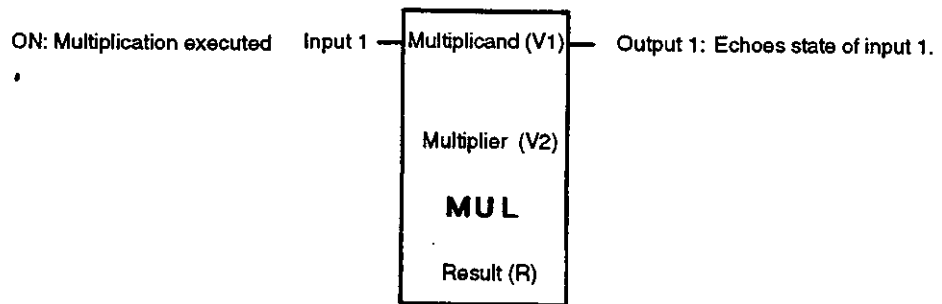 ON: Multiplication executed Input 1 Multiplicand (V1) Output 1: Echoes state of input 1.
Multiplier (V2)
MUL
Result (R)